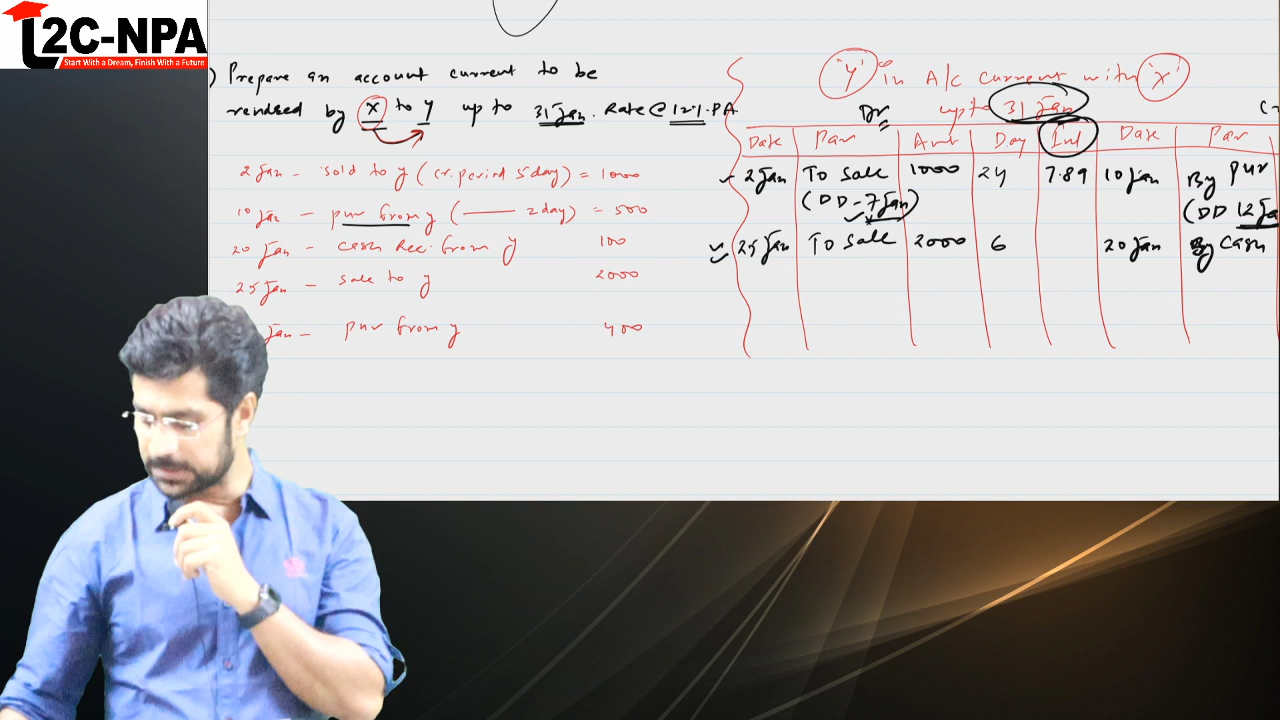 L2C-NPA
Start With a Dream, Finish With a Future
) Prepare an account current to be
rendsed by X to y up to 31 Jan. Rate @ 12%.PA.
2 Jan - sold to y (cr. period 5 day) = 1000
10 Jan - pur from y ( —— 2 day) = 500
20 Jan - cash Rec. from y 100
25 Jan - sale to y 2000
Jan - pur from y 400
'y' in A/c current with 'X'
Dr upto 31 Jan (
Date Par Amt Day Int Date Par
2 Jan To sale 1000 24 7.89 10 Jan By Pur
(DD - 7 Jan) (DD 12 Ja
25 Jan To sale 2000 6 20 Jan By cash